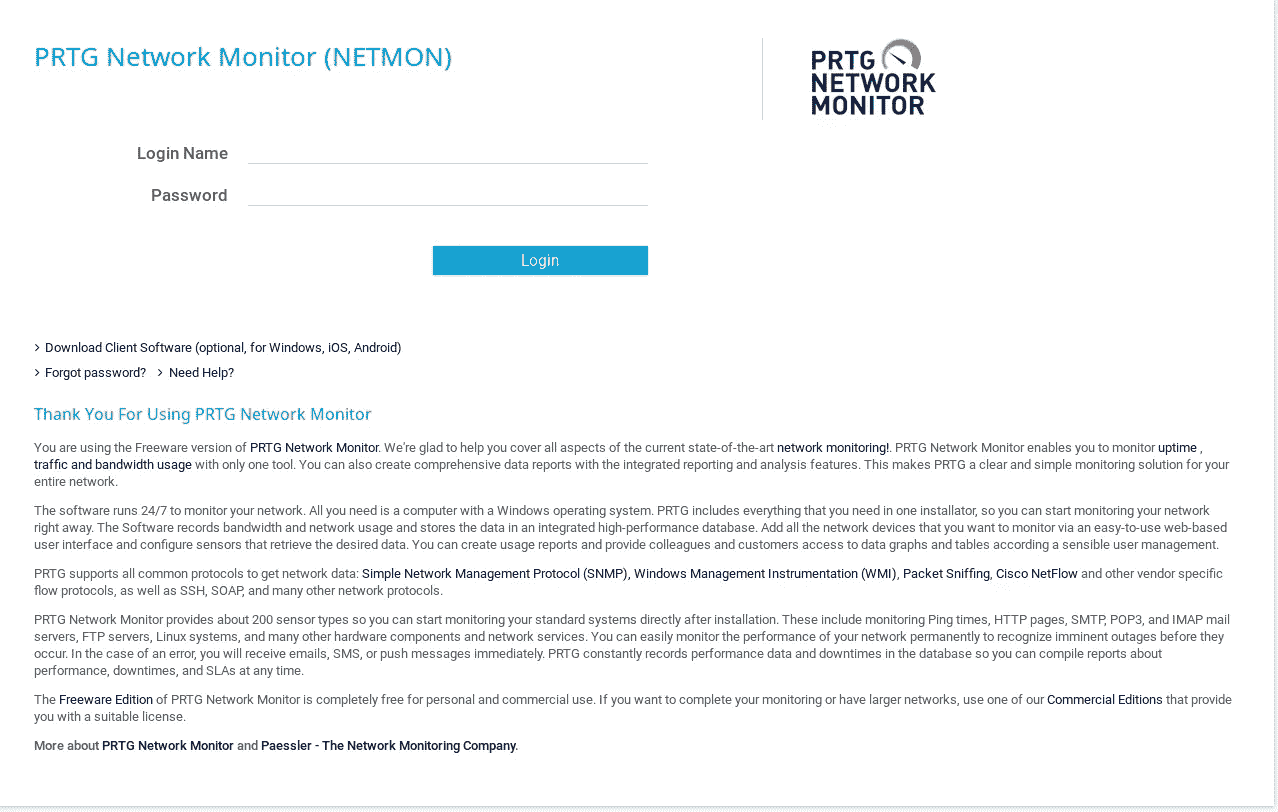 PRTG Network Monitor (NETMON)
PRTG
NETWORK
MONITOR
Login Name
Password
Login
Download Client Software (optional, for Windows, iOS, Android)
Forgot password? Need Help?
Thank You For Using PRTG Network Monitor
You are using the Freeware version of PRTG Network Monitor. We're glad to help you cover all aspects of the current state-of-the-art network monitoring!. PRTG Network Monitor enables you to monitor uptime ,
traffic and bandwidth usage with only one tool. You can also create comprehensive data reports with the integrated reporting and analysis features. This makes PRTG a clear and simple monitoring solution for your
entire network.
The software runs 24/7 to monitor your network. All you need is a computer with a Windows operating system. PRTG includes everything that you need in one installator, so you can start monitoring your network
right away. The Software records bandwidth and network usage and stores the data in an integrated high-performance database. Add all the network devices that you want to monitor via an easy-to-use web-based
user interface and configure sensors that retrieve the desired data. You can create usage reports and provide colleagues and customers access to data graphs and tables according a sensible user management.
PRTG supports all common protocols to get network data: Simple Network Management Protocol (SNMP), Windows Management Instrumentation (WMI), Packet Sniffing, Cisco NetFlow and other vendor specific
flow protocols, as well as SSH, SOAP, and many other network protocols.
PRTG Network Monitor provides about 200 sensor types so you can start monitoring your standard systems directly after installation. These include monitoring Ping times, HTTP pages, SMTP, POP3, and IMAP mail
servers, FTP servers, Linux systems, and many other hardware components and network services. You can easily monitor the performance of your network permanently to recognize imminent outages before they
occur. In the case of an error, you will receive emails, SMS, or push messages immediately. PRTG constantly records performance data and downtimes in the database so you can compile reports about
performance, downtimes, and SLAs at any time.
The Freeware Edition of PRTG Network Monitor is completely free for personal and commercial use. If you want to complete your monitoring or have larger networks, use one of our Commercial Editions that provide
you with a suitable license.
More about PRTG Network Monitor and Paessler - The Network Monitoring Company.